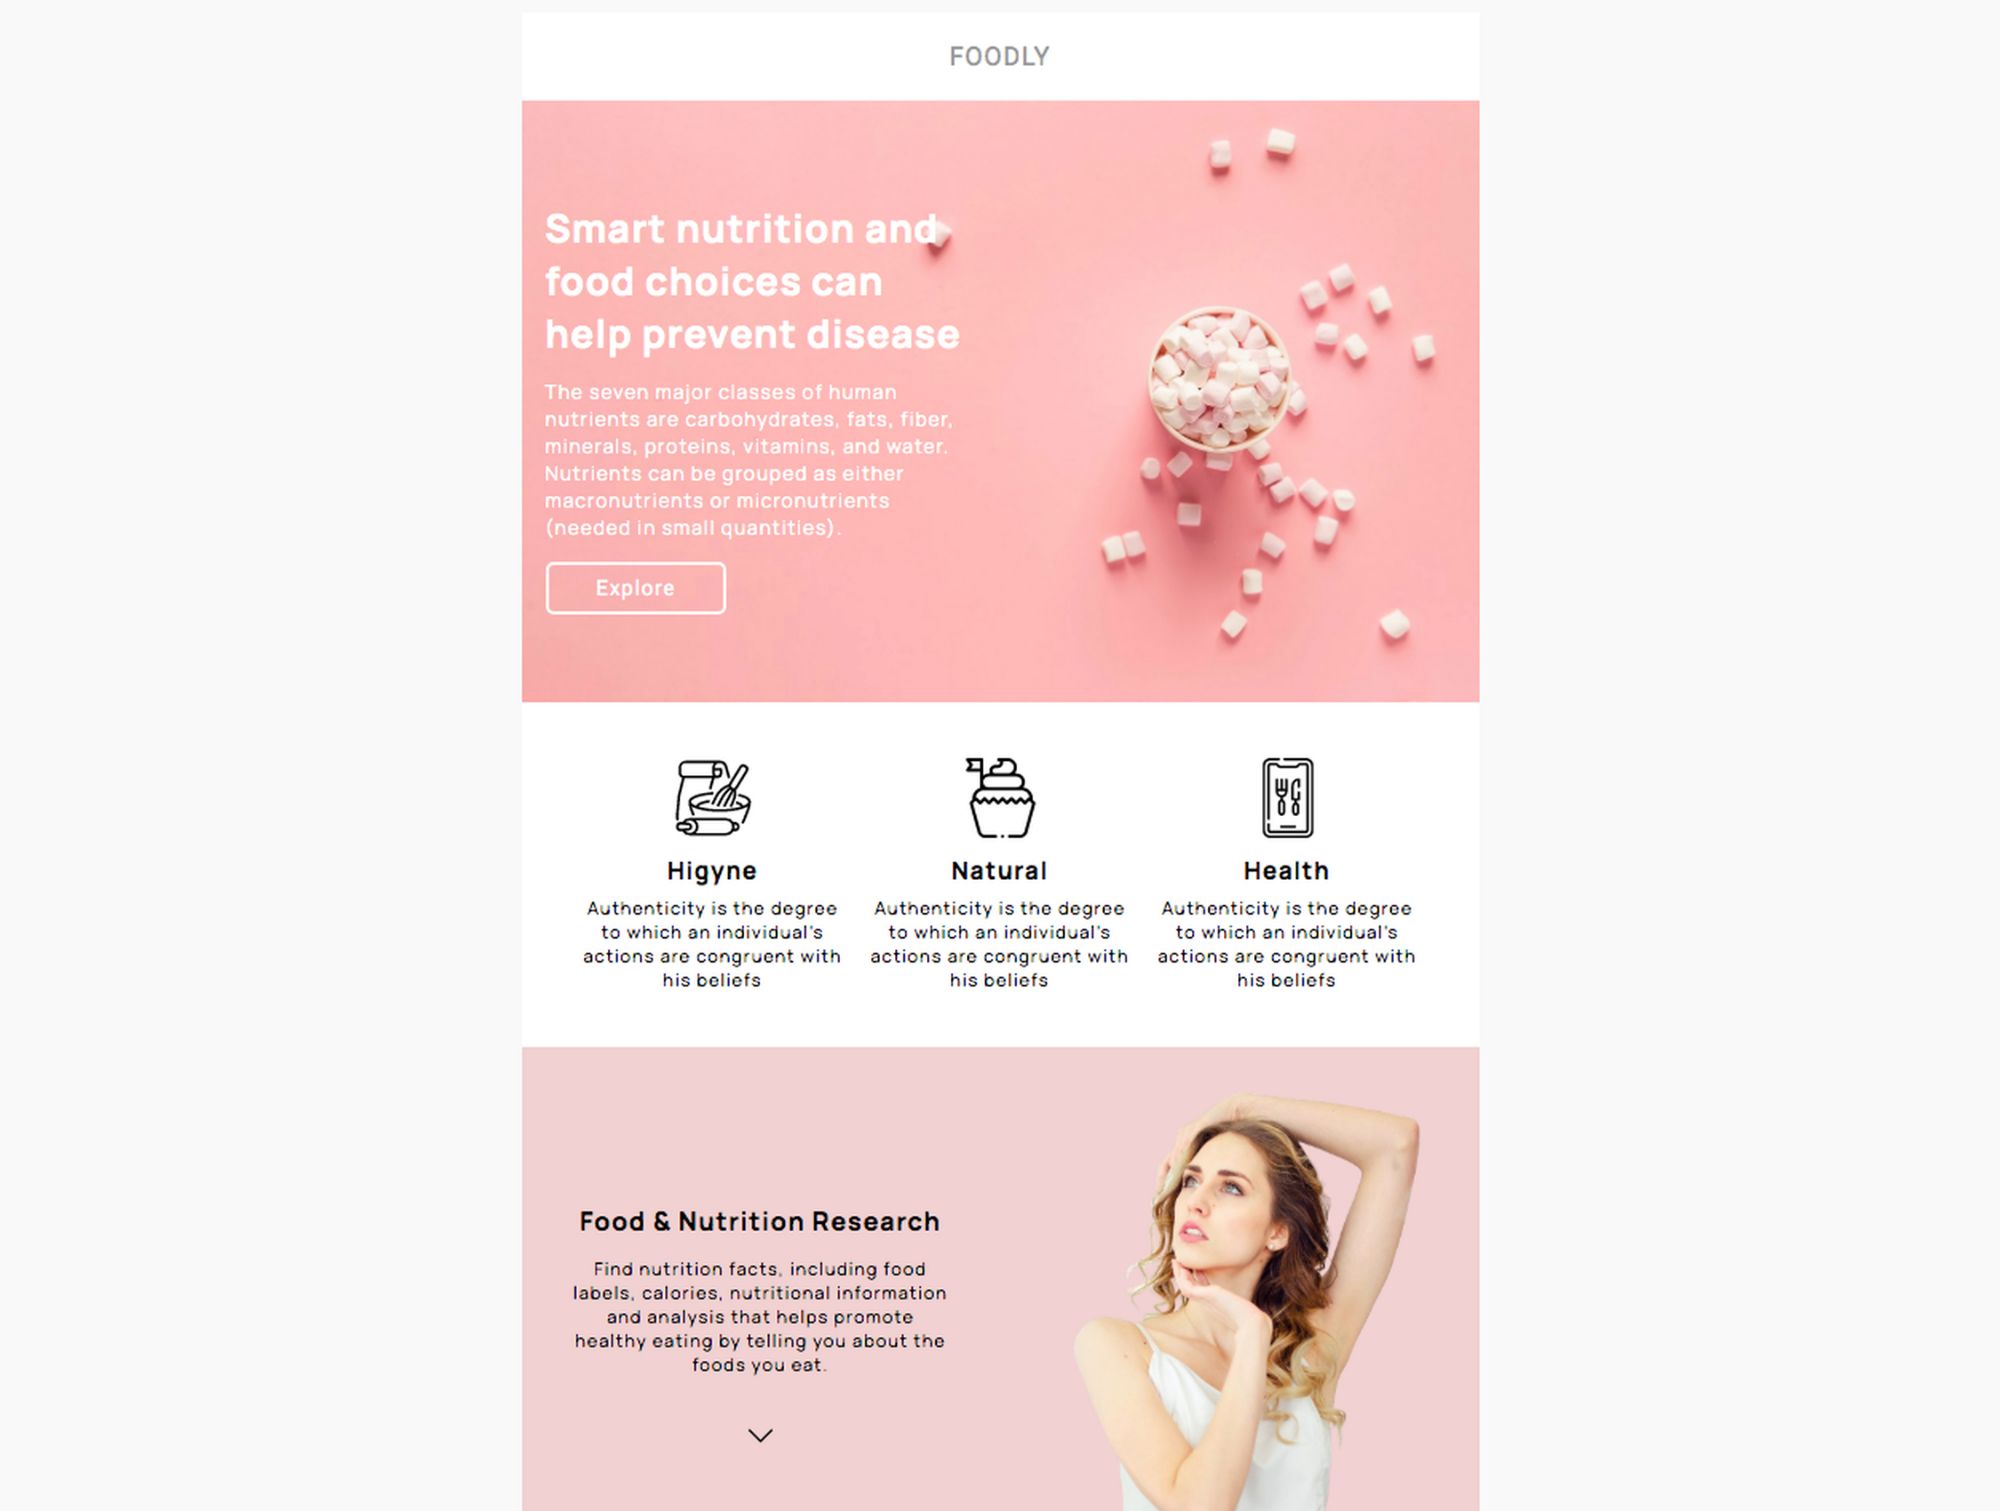 FOODLY
Smart nutrition and
food choices can
help prevent disease
The seven major classes of human
nutrients are carbohydrates, fats, fiber,
minerals, proteins, vitamins, and water.
Nutrients can be grouped as either
macronutrients or micronutrients
(needed in small quantities).
Explore
Higyne
Authenticity is the degree
to which an individual's
actions are congruent with
his beliefs
Natural
Authenticity is the degree
to which an individual's
actions are congruent with
his beliefs
Health
Authenticity is the degree
to which an individual's
actions are congruent with
his beliefs
Food & Nutrition Research
Find nutrition facts, including food
labels, calories, nutritional information
and analysis that helps promote
healthy eating by telling you about the
foods you eat.